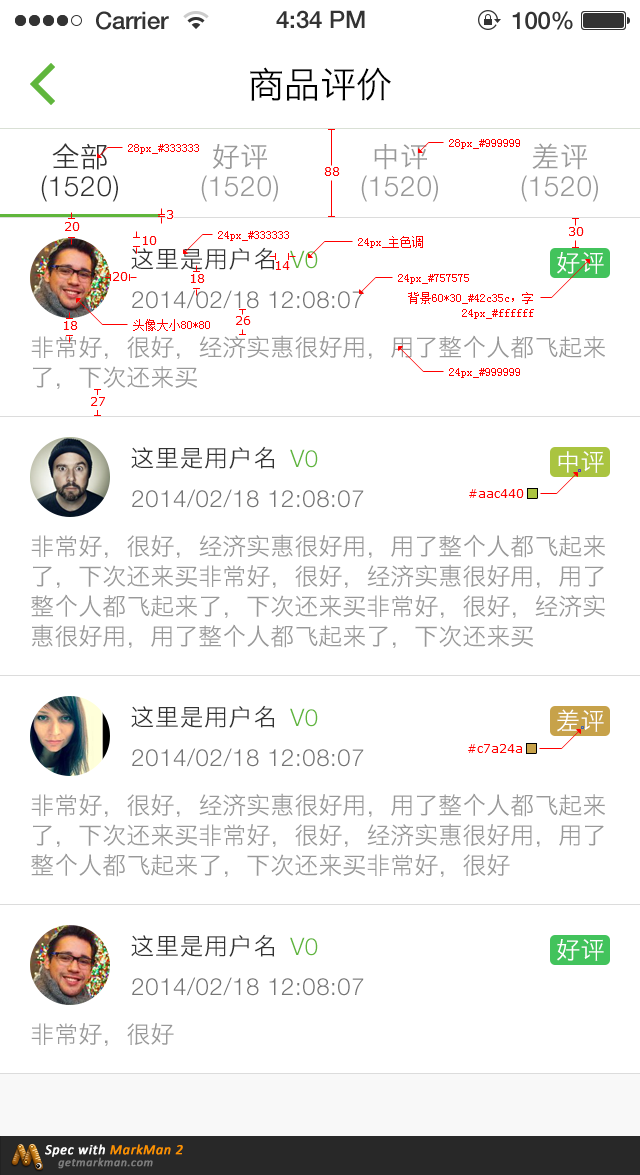 Carrier 4:34 PM 100%
商品评价
全部 好评 中评 差评
(1520) (1520) (1520) (1520)
28px_#333333
28px_#999999
88
3
20
30
10
24px_#333333
24px_主色调
这里是用户名 V0
好评
14
20
18
24px_#757575
2014/02/18 12:08:07
背景60*30_#42c35c，字
24px_#ffffff
18
头像大小80*80
26
非常好，很好，经济实惠很好用，用了整个人都飞起来
了，下次还来买
24px_#999999
27
这里是用户名 V0
中评
2014/02/18 12:08:07
#aac440
非常好，很好，经济实惠很好用，用了整个人都飞起来
了，下次还来买非常好，很好，经济实惠很好用，用了
整个人都飞起来了，下次还来买非常好，很好，经济实
惠很好用，用了整个人都飞起来了，下次还来买
这里是用户名 V0
差评
2014/02/18 12:08:07
#c7a24a
非常好，很好，经济实惠很好用，用了整个人都飞起来
了，下次还来买非常好，很好，经济实惠很好用，用了
整个人都飞起来了，下次还来买非常好，很好
这里是用户名 V0
好评
2014/02/18 12:08:07
非常好，很好
Spec with MarkMan 2
getmarkman.com